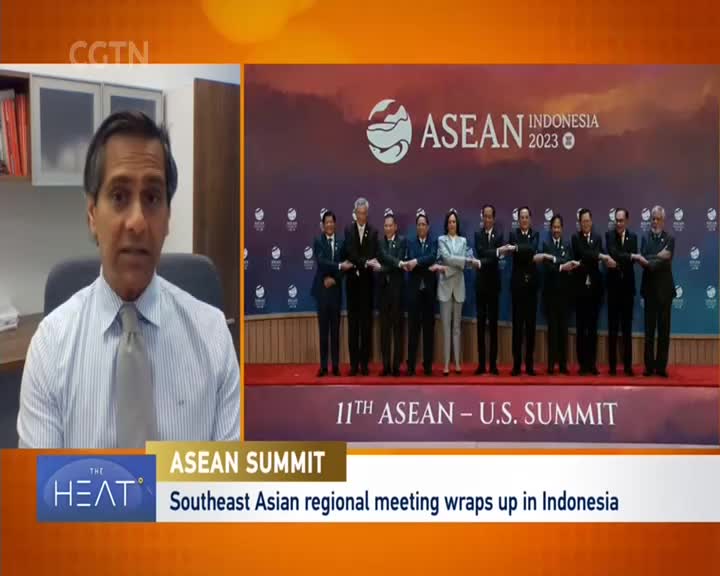 CGTN
ASEAN INDONESIA
2023
11TH ASEAN – U.S. SUMMIT
THE
HEAT
ASEAN SUMMIT
Southeast Asian regional meeting wraps up in Indonesia